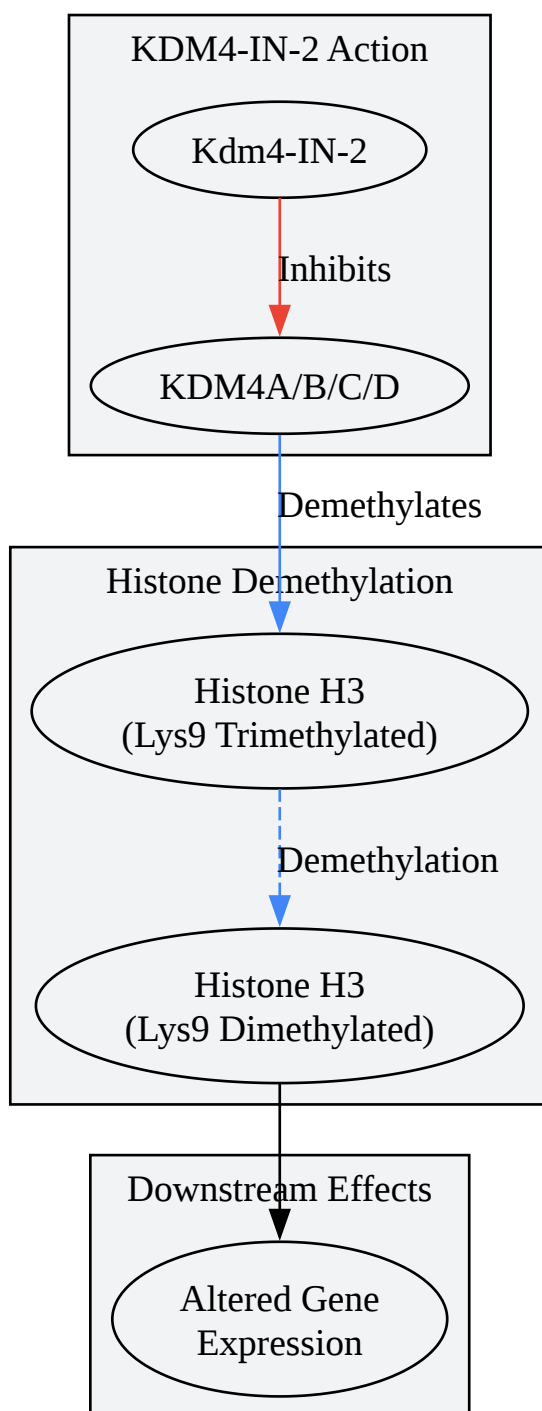 KDM4-IN-2 Action
Kdm4-IN-2
Inhibits
KDM4A/B/C/D
Demethylates
Histone Demethylation
Histone H3
(Lys9 Trimethylated)
Demethylation
Histone H3
(Lys9 Dimethylated)
Downstream Effects
Altered Gene
Expression